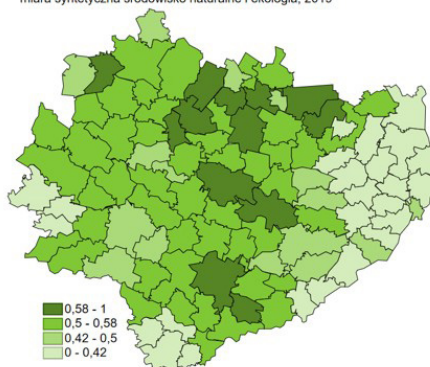 miara syntetyczna środowisko naturalne i ekologia, 2019
0,58 - 1
0,5 - 0,58
0,42 - 0,5
0 - 0,42